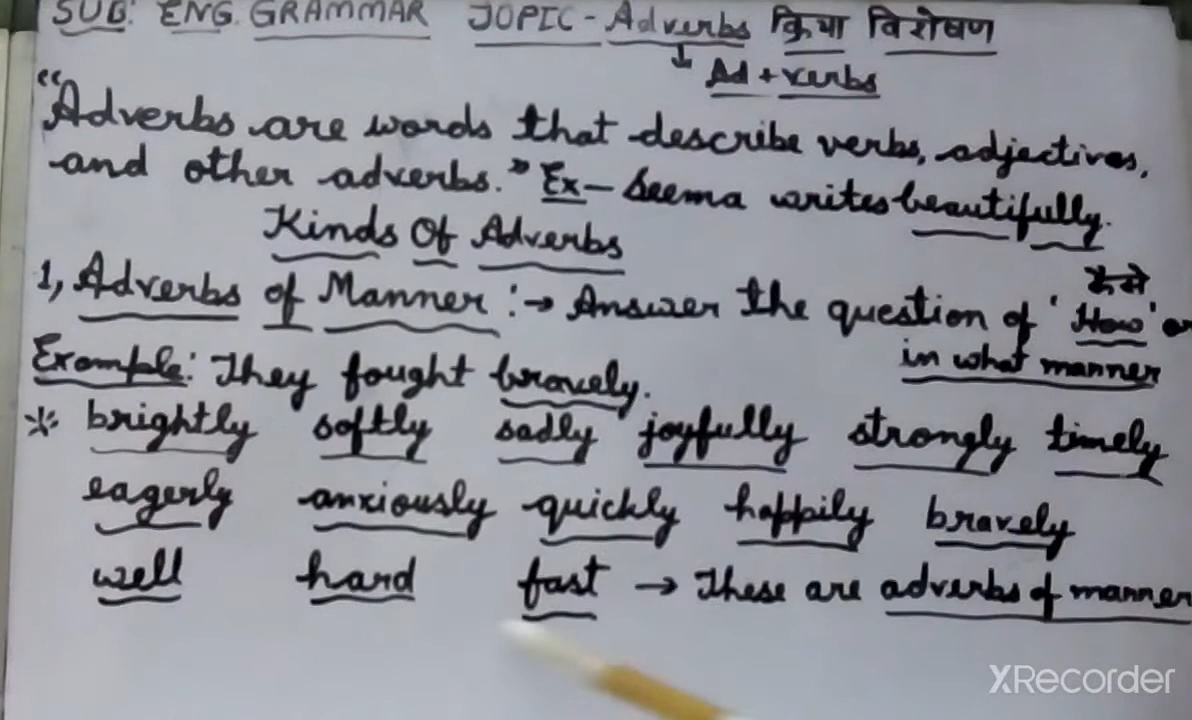 SUB: ENG. GRAMMAR TOPIC - Adverbs क्रिया विशेषण
Ad + verbs
"Adverbs are words that describe verbs, adjectives,
and other adverbs." Ex - Seema writes beautifully.
Kinds Of Adverbs
कैसे
1, Adverbs of Manner :→ Answer the question of 'How' or
in what manner
Example: They fought bravely.
* brightly softly sadly joyfully strongly timely
eagerly anxiously quickly happily bravely
well hard fast → These are adverbs of manner
XRecorder